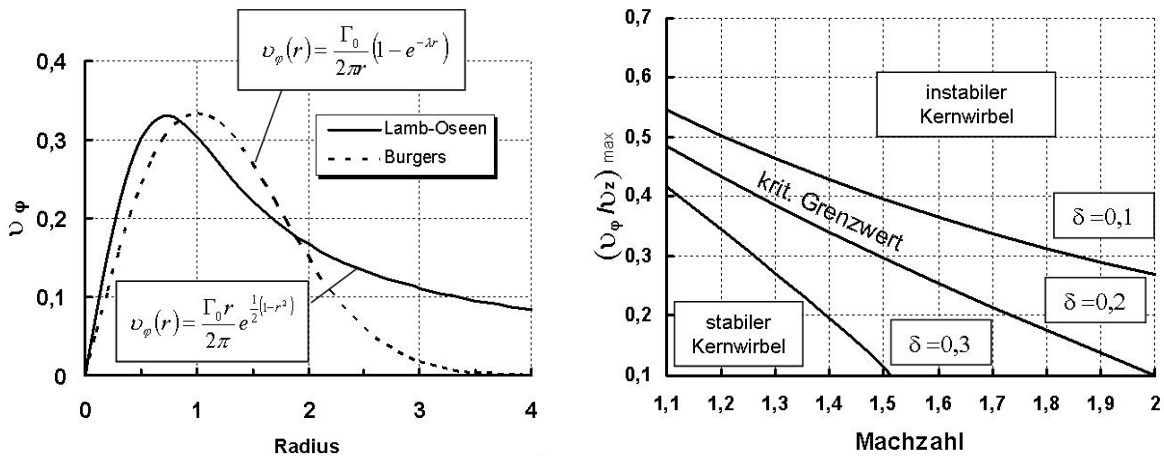 υφ(r) = Γ0/2πr (1 − e^−λr)
0,4
0,3
0,2
0,1
0
υ φ
Lamb-Oseen
Burgers
υφ(r) = Γ0 r/2π e^½(1−r²)
0 1 2 3 4
Radius
0,7
0,6
0,5
0,4
0,3
0,2
0,1
(υφ/υz) max
instabiler
Kernwirbel
krit. Grenzwert
δ =0,1
δ =0,2
δ =0,3
stabiler
Kernwirbel
1,1 1,2 1,3 1,4 1,5 1,6 1,7 1,8 1,9 2
Machzahl